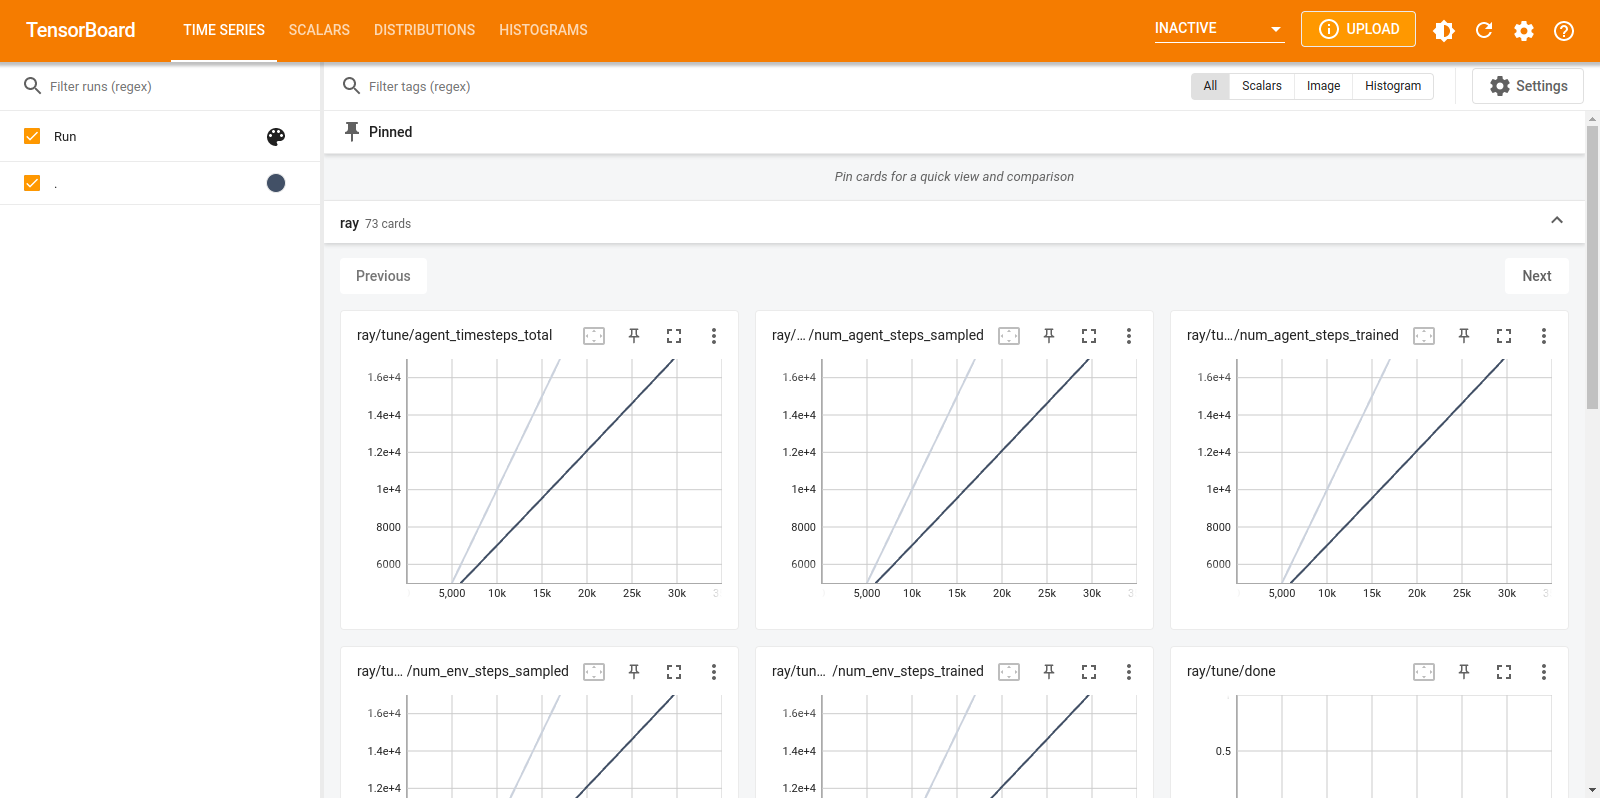 TensorBoard TIME SERIES SCALARS DISTRIBUTIONS HISTOGRAMS INACTIVE UPLOAD
Filter runs (regex)
Run
.
Filter tags (regex) All Scalars Image Histogram Settings
Pinned
Pin cards for a quick view and comparison
ray 73 cards
Previous Next
ray/tune/agent_timesteps_total
1.6e+4
1.4e+4
1.2e+4
1e+4
8000
6000
5,000 10k 15k 20k 25k 30k 3
ray/... /num_agent_steps_sampled
1.6e+4
1.4e+4
1.2e+4
1e+4
8000
6000
5,000 10k 15k 20k 25k 30k 3
ray/tu.../num_agent_steps_trained
1.6e+4
1.4e+4
1.2e+4
1e+4
8000
6000
5,000 10k 15k 20k 25k 30k 3
ray/tu... /num_env_steps_sampled
1.6e+4
1.4e+4
1.2e+4
ray/tun... /num_env_steps_trained
1.6e+4
1.4e+4
1.2e+4
ray/tune/done
0.5